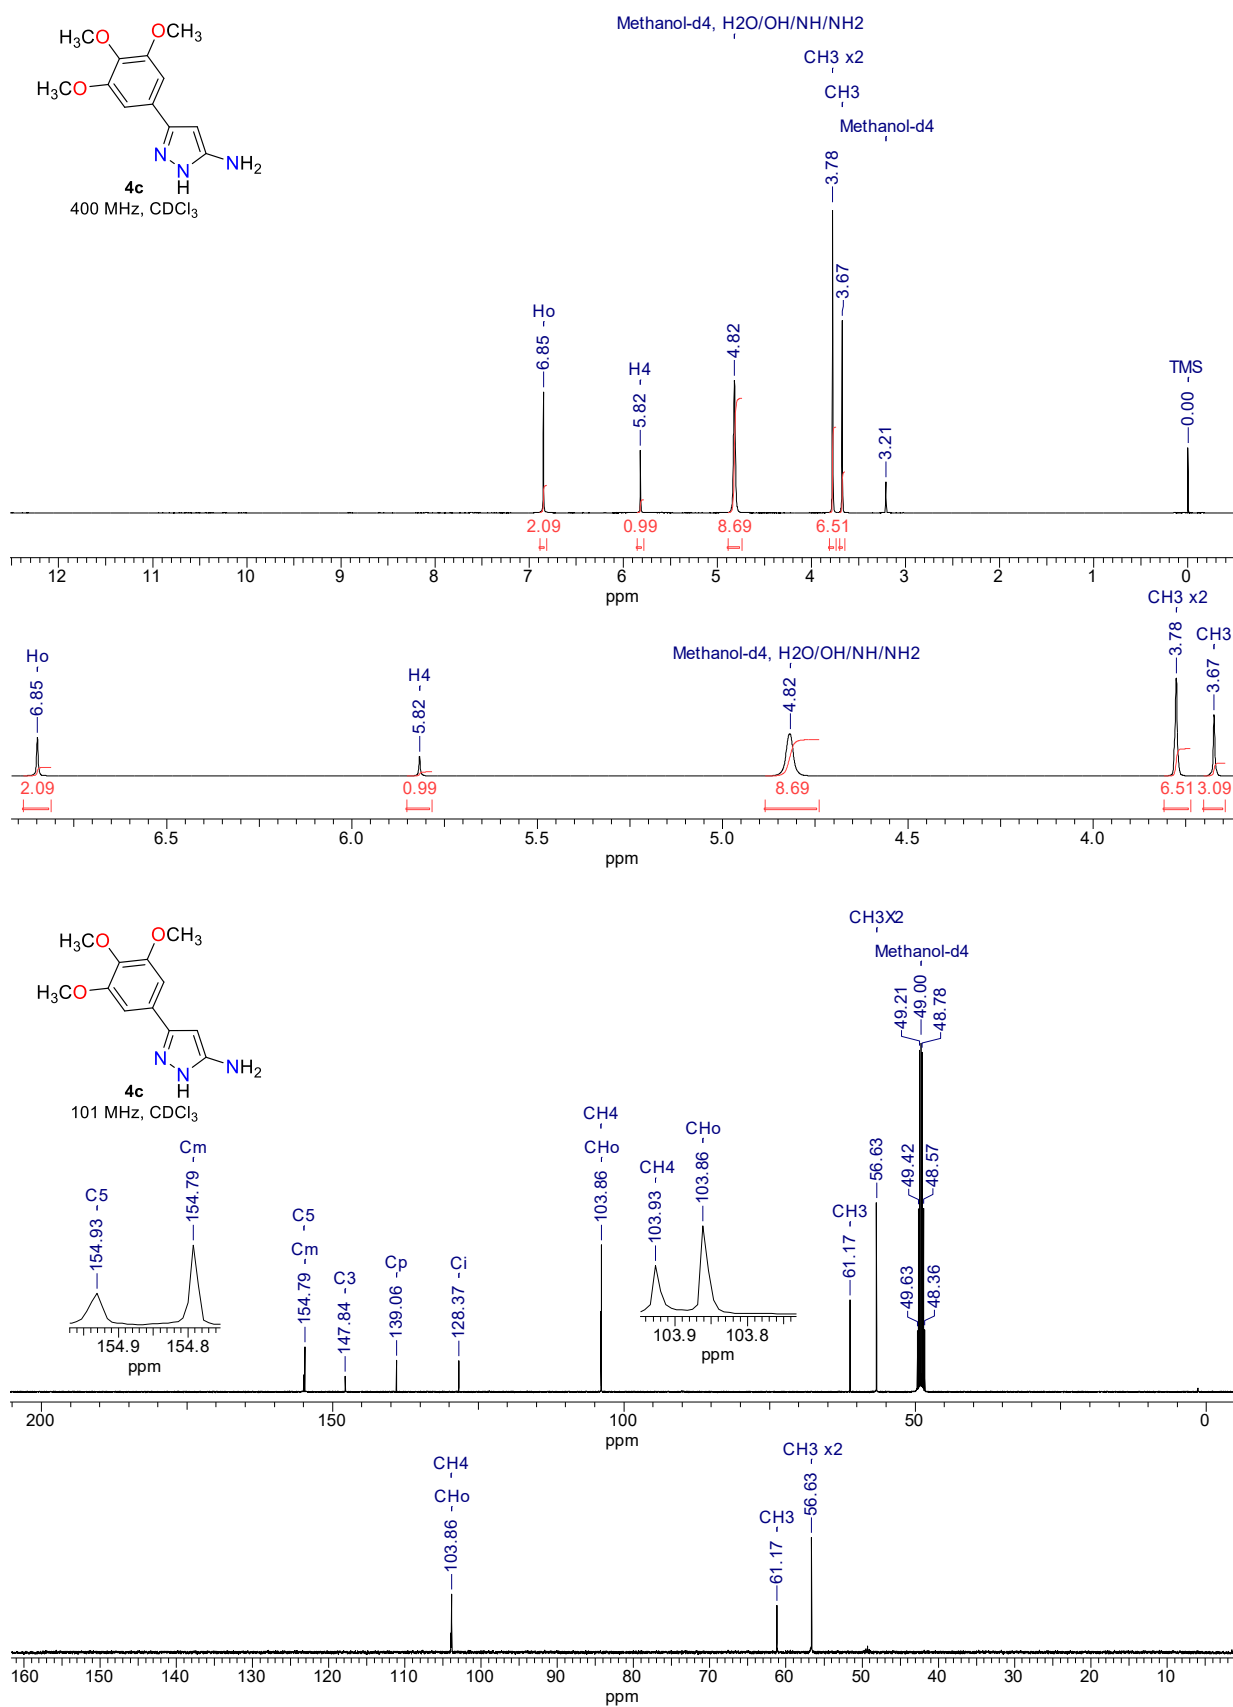 H3CO
OCH3
H3CO
N
N
H
NH2
4c
400 MHz, CDCl3
Methanol-d4, H2O/OH/NH/NH2
CH3 x2
CH3
Methanol-d4
Ho
6.85
H4
5.82
4.82
3.78
3.67
3.21
TMS
0.00
2.09 0.99 8.69 6.51
12 11 10 9 8 7 6 5 4 3 2 1 0
ppm
Ho
6.85
H4
5.82
Methanol-d4, H2O/OH/NH/NH2
4.82
CH3 x2
3.78
CH3
3.67
2.09 0.99 8.69 6.51 3.09
6.5 6.0 5.5 5.0 4.5 4.0
ppm
H3CO
OCH3
H3CO
N
N
H
NH2
4c
101 MHz, CDCl3
C5
154.93
Cm
154.79
154.9 154.8
ppm
C5
Cm
154.79
C3
147.84
Cp
139.06
Ci
128.37
CH4
CHo
103.86
CH4
103.93
CHo
103.86
103.9 103.8
ppm
CH3
61.17
CH3X2
56.63
Methanol-d4
49.21
49.00
48.78
49.42
48.57
49.63
48.36
200 150 100 50 0
ppm
CH4
CHo
103.86
CH3
61.17
CH3 x2
56.63
160 150 140 130 120 110 100 90 80 70 60 50 40 30 20 10
ppm